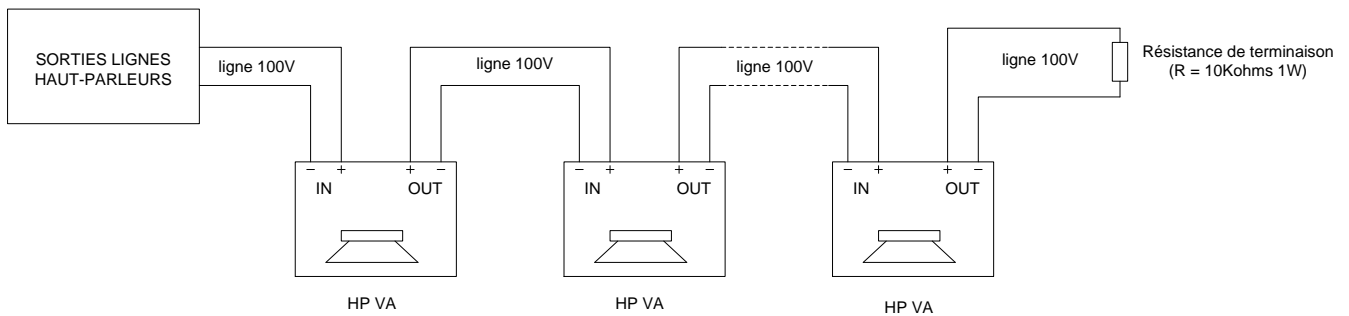 SORTIES LIGNES
HAUT-PARLEURS
ligne 100V
ligne 100V
ligne 100V
ligne 100V
Résistance de terminaison
(R = 10Kohms 1W)
− + + −
IN OUT
− + + −
IN OUT
− + + −
IN OUT
HP VA
HP VA
HP VA